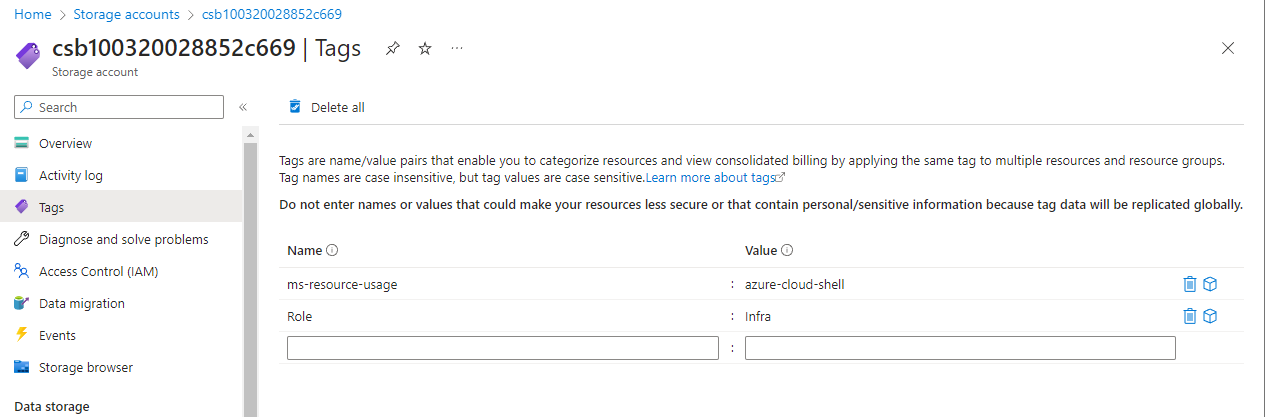 Home > Storage accounts > csb100320028852c669
csb100320028852c669 | Tags
Storage account
Search
Overview
Activity log
Tags
Diagnose and solve problems
Access Control (IAM)
Data migration
Events
Storage browser
Data storage
Delete all
Tags are name/value pairs that enable you to categorize resources and view consolidated billing by applying the same tag to multiple resources and resource groups.
Tag names are case insensitive, but tag values are case sensitive.Learn more about tags
Do not enter names or values that could make your resources less secure or that contain personal/sensitive information because tag data will be replicated globally.
Name Value
ms-resource-usage : azure-cloud-shell
Role : Infra
: